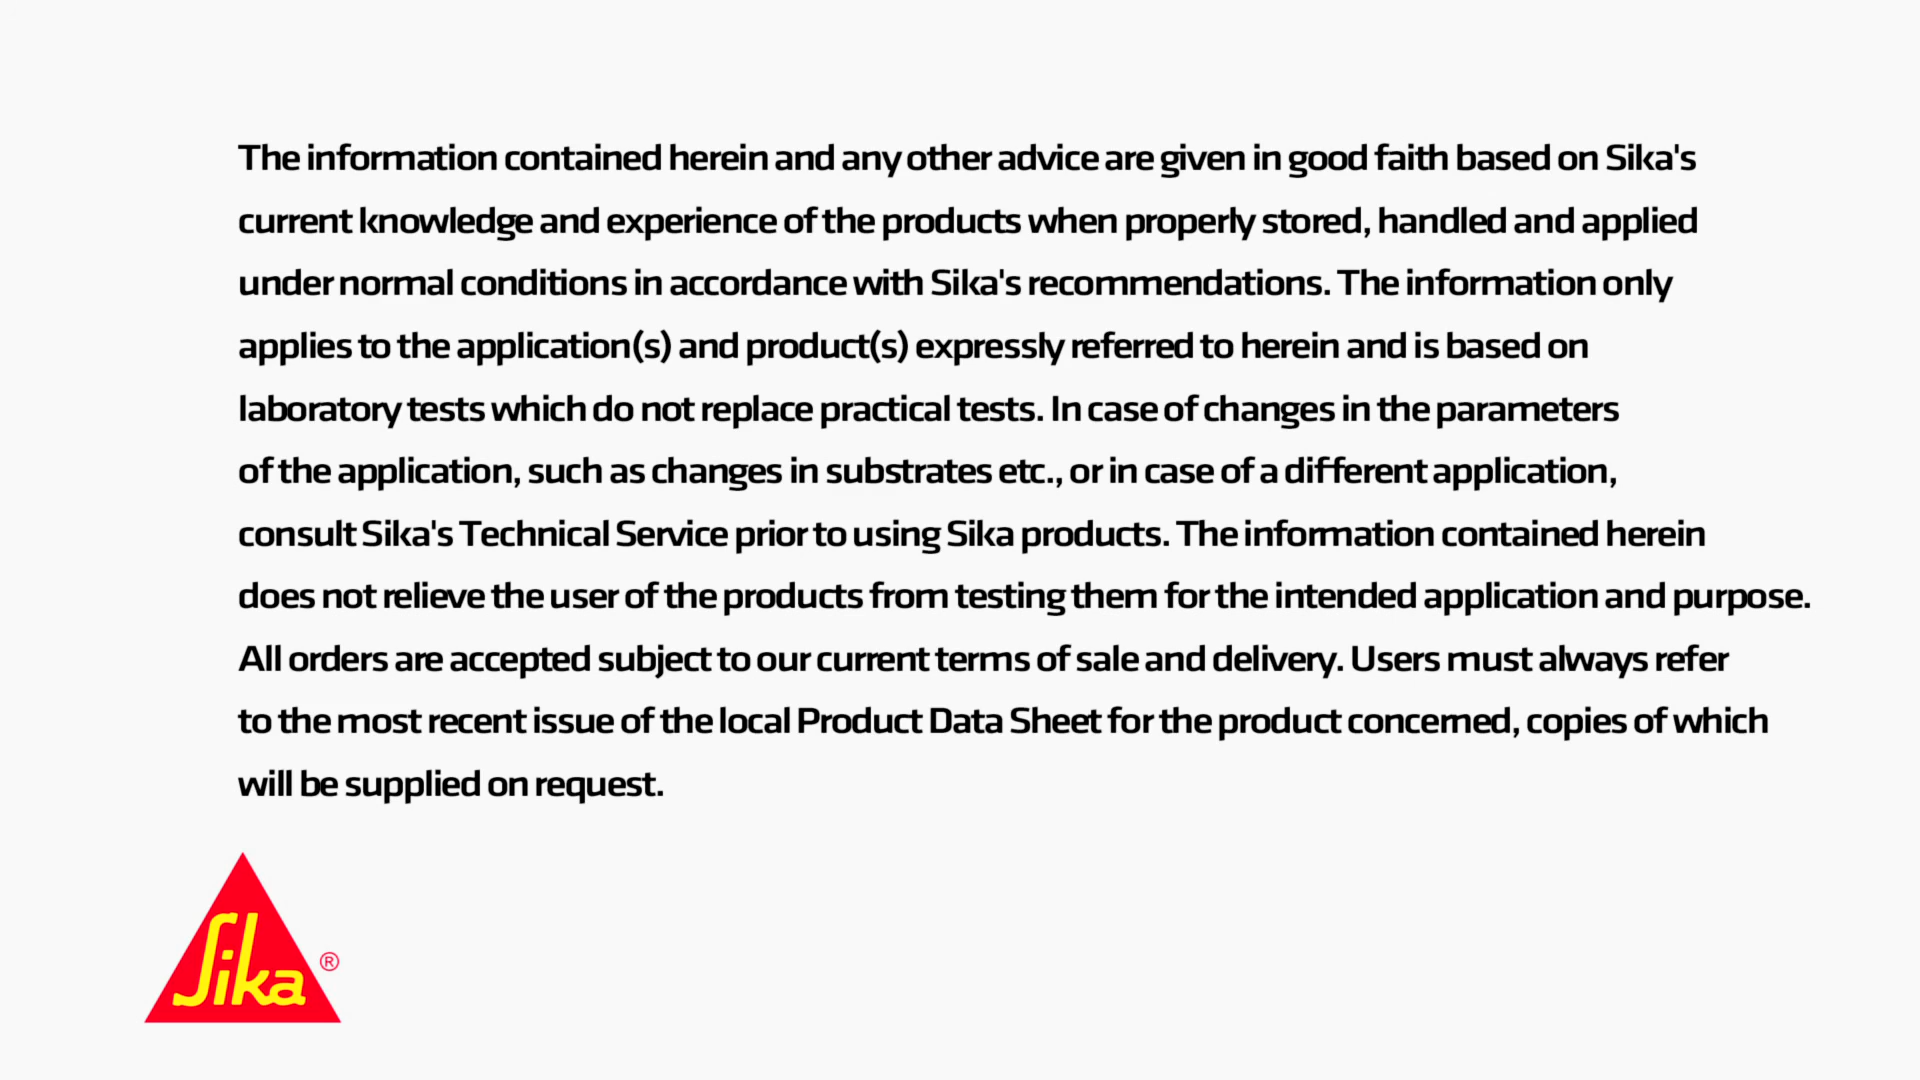 The information contained herein and any other advice are given in good faith based on Sika's
current knowledge and experience of the products when properly stored, handled and applied
under normal conditions in accordance with Sika's recommendations. The information only
applies to the application(s) and product(s) expressly referred to herein and is based on
laboratory tests which do not replace practical tests. In case of changes in the parameters
of the application, such as changes in substrates etc., or in case of a different application,
consult Sika's Technical Service prior to using Sika products. The information contained herein
does not relieve the user of the products from testing them for the intended application and purpose.
All orders are accepted subject to our current terms of sale and delivery. Users must always refer
to the most recent issue of the local Product Data Sheet for the product concerned, copies of which
will be supplied on request.
Sika®